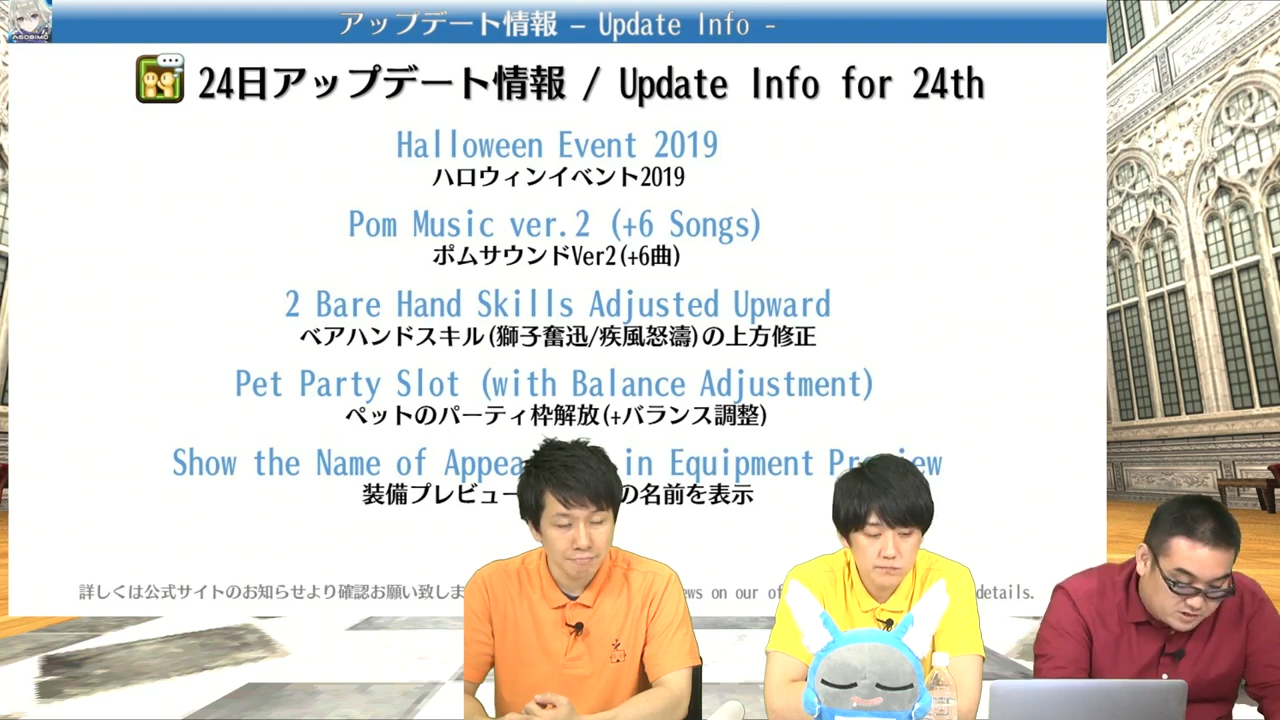 ASOBIMO
アップデート情報 – Update Info -
24日アップデート情報 / Update Info for 24th
Halloween Event 2019
ハロウィンイベント2019
Pom Music ver.2 (+6 Songs)
ポムサウンドVer2(+6曲)
2 Bare Hand Skills Adjusted Upward
ベアハンドスキル(獅子奮迅/疾風怒濤)の上方修正
Pet Party Slot (with Balance Adjustment)
ペットのパーティ枠解放(+バランス調整)
Show the Name of in Equipment
装備プレビュー の名前を表示
詳しくは公式サイトのお知らせより確認お願い致しま on our details.